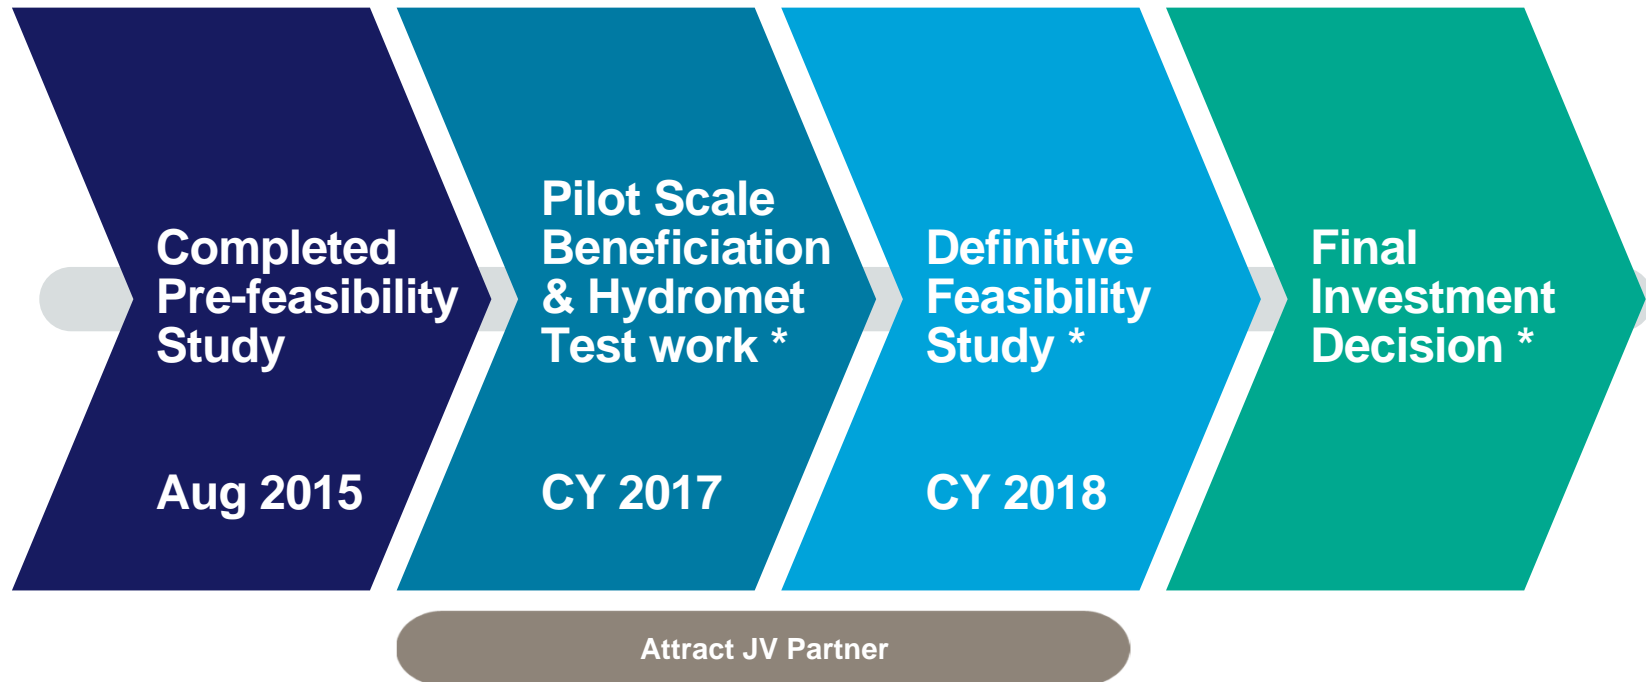 Completed
Pre-feasibility
Study
Aug 2015
Pilot Scale
Beneficiation
& Hydromet
Test work *
CY 2017
Definitive
Feasibility
Study *
CY 2018
Final
Investment
Decision *
Attract JV Partner